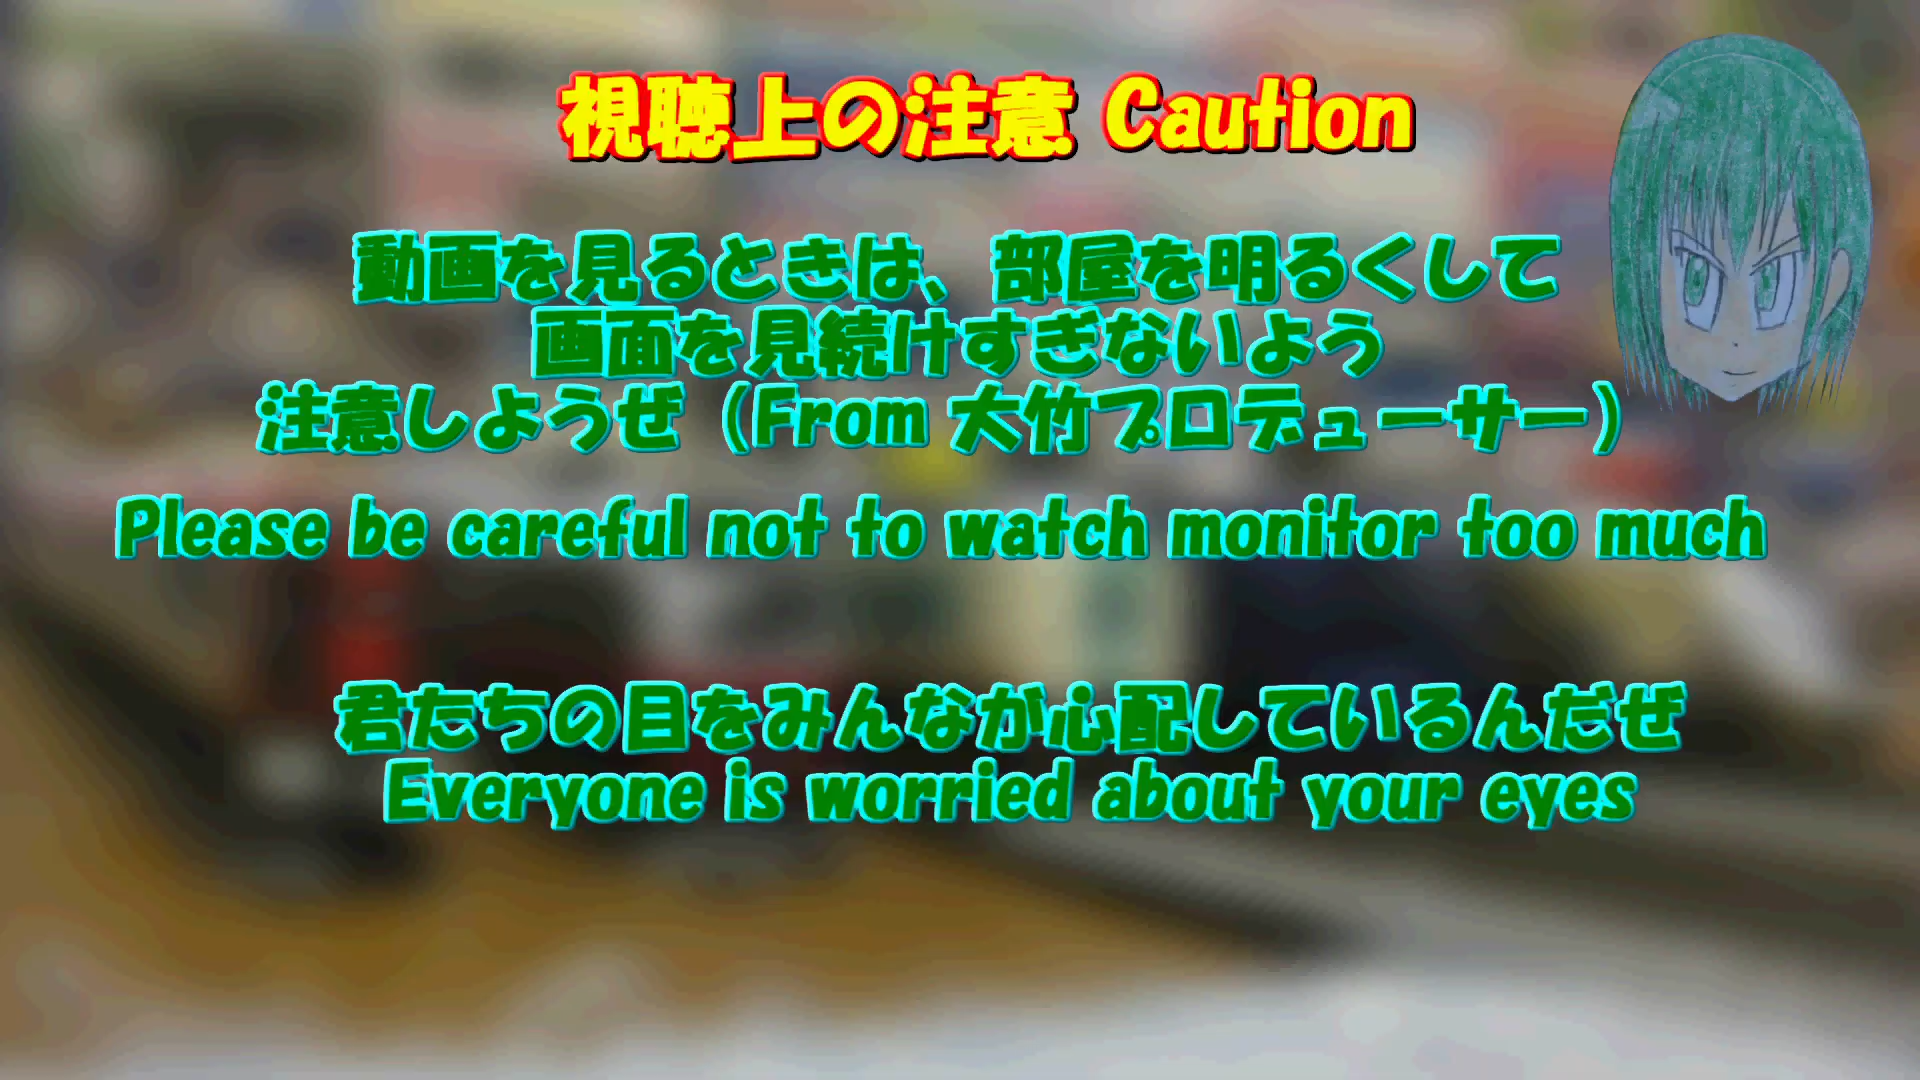 視聴上の注意 Caution
動画を見るときは、部屋を明るくして
画面を見続けすぎないよう
注意しようぜ（From 大竹プロデューサー）
Please be careful not to watch monitor too much
君たちの目をみんなが心配しているんだぜ
Everyone is worried about your eyes